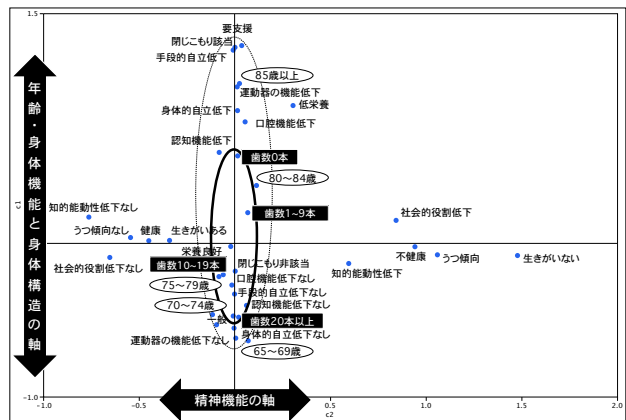 1.5
要支援
閉じこもり該当
手段的自立低下
85歳以上
運動器の機能低下
低栄養
身体的自立低下
口腔機能低下
認知機能低下
歯数0本
80〜84歳
歯数1~9本
知的能動性低下なし
社会的役割低下
うつ傾向なし
健康
生きがいある
栄養良好
不健康
うつ傾向
生きがいない
社会的役割低下なし
歯数10~19本
閉じこもり非該当
知的能動性低下
75〜79歳
口腔機能低下なし
手段的自立低下なし
70〜74歳
認知機能低下なし
一般
歯数20本以上
運動器の機能低下なし
身体的自立低下なし
65〜69歳
年齢・身体機能と身体構造の軸
c1
-1.0
-1.0
-0.5
精神機能の軸
0.5
1.0
1.5
2.0
c2